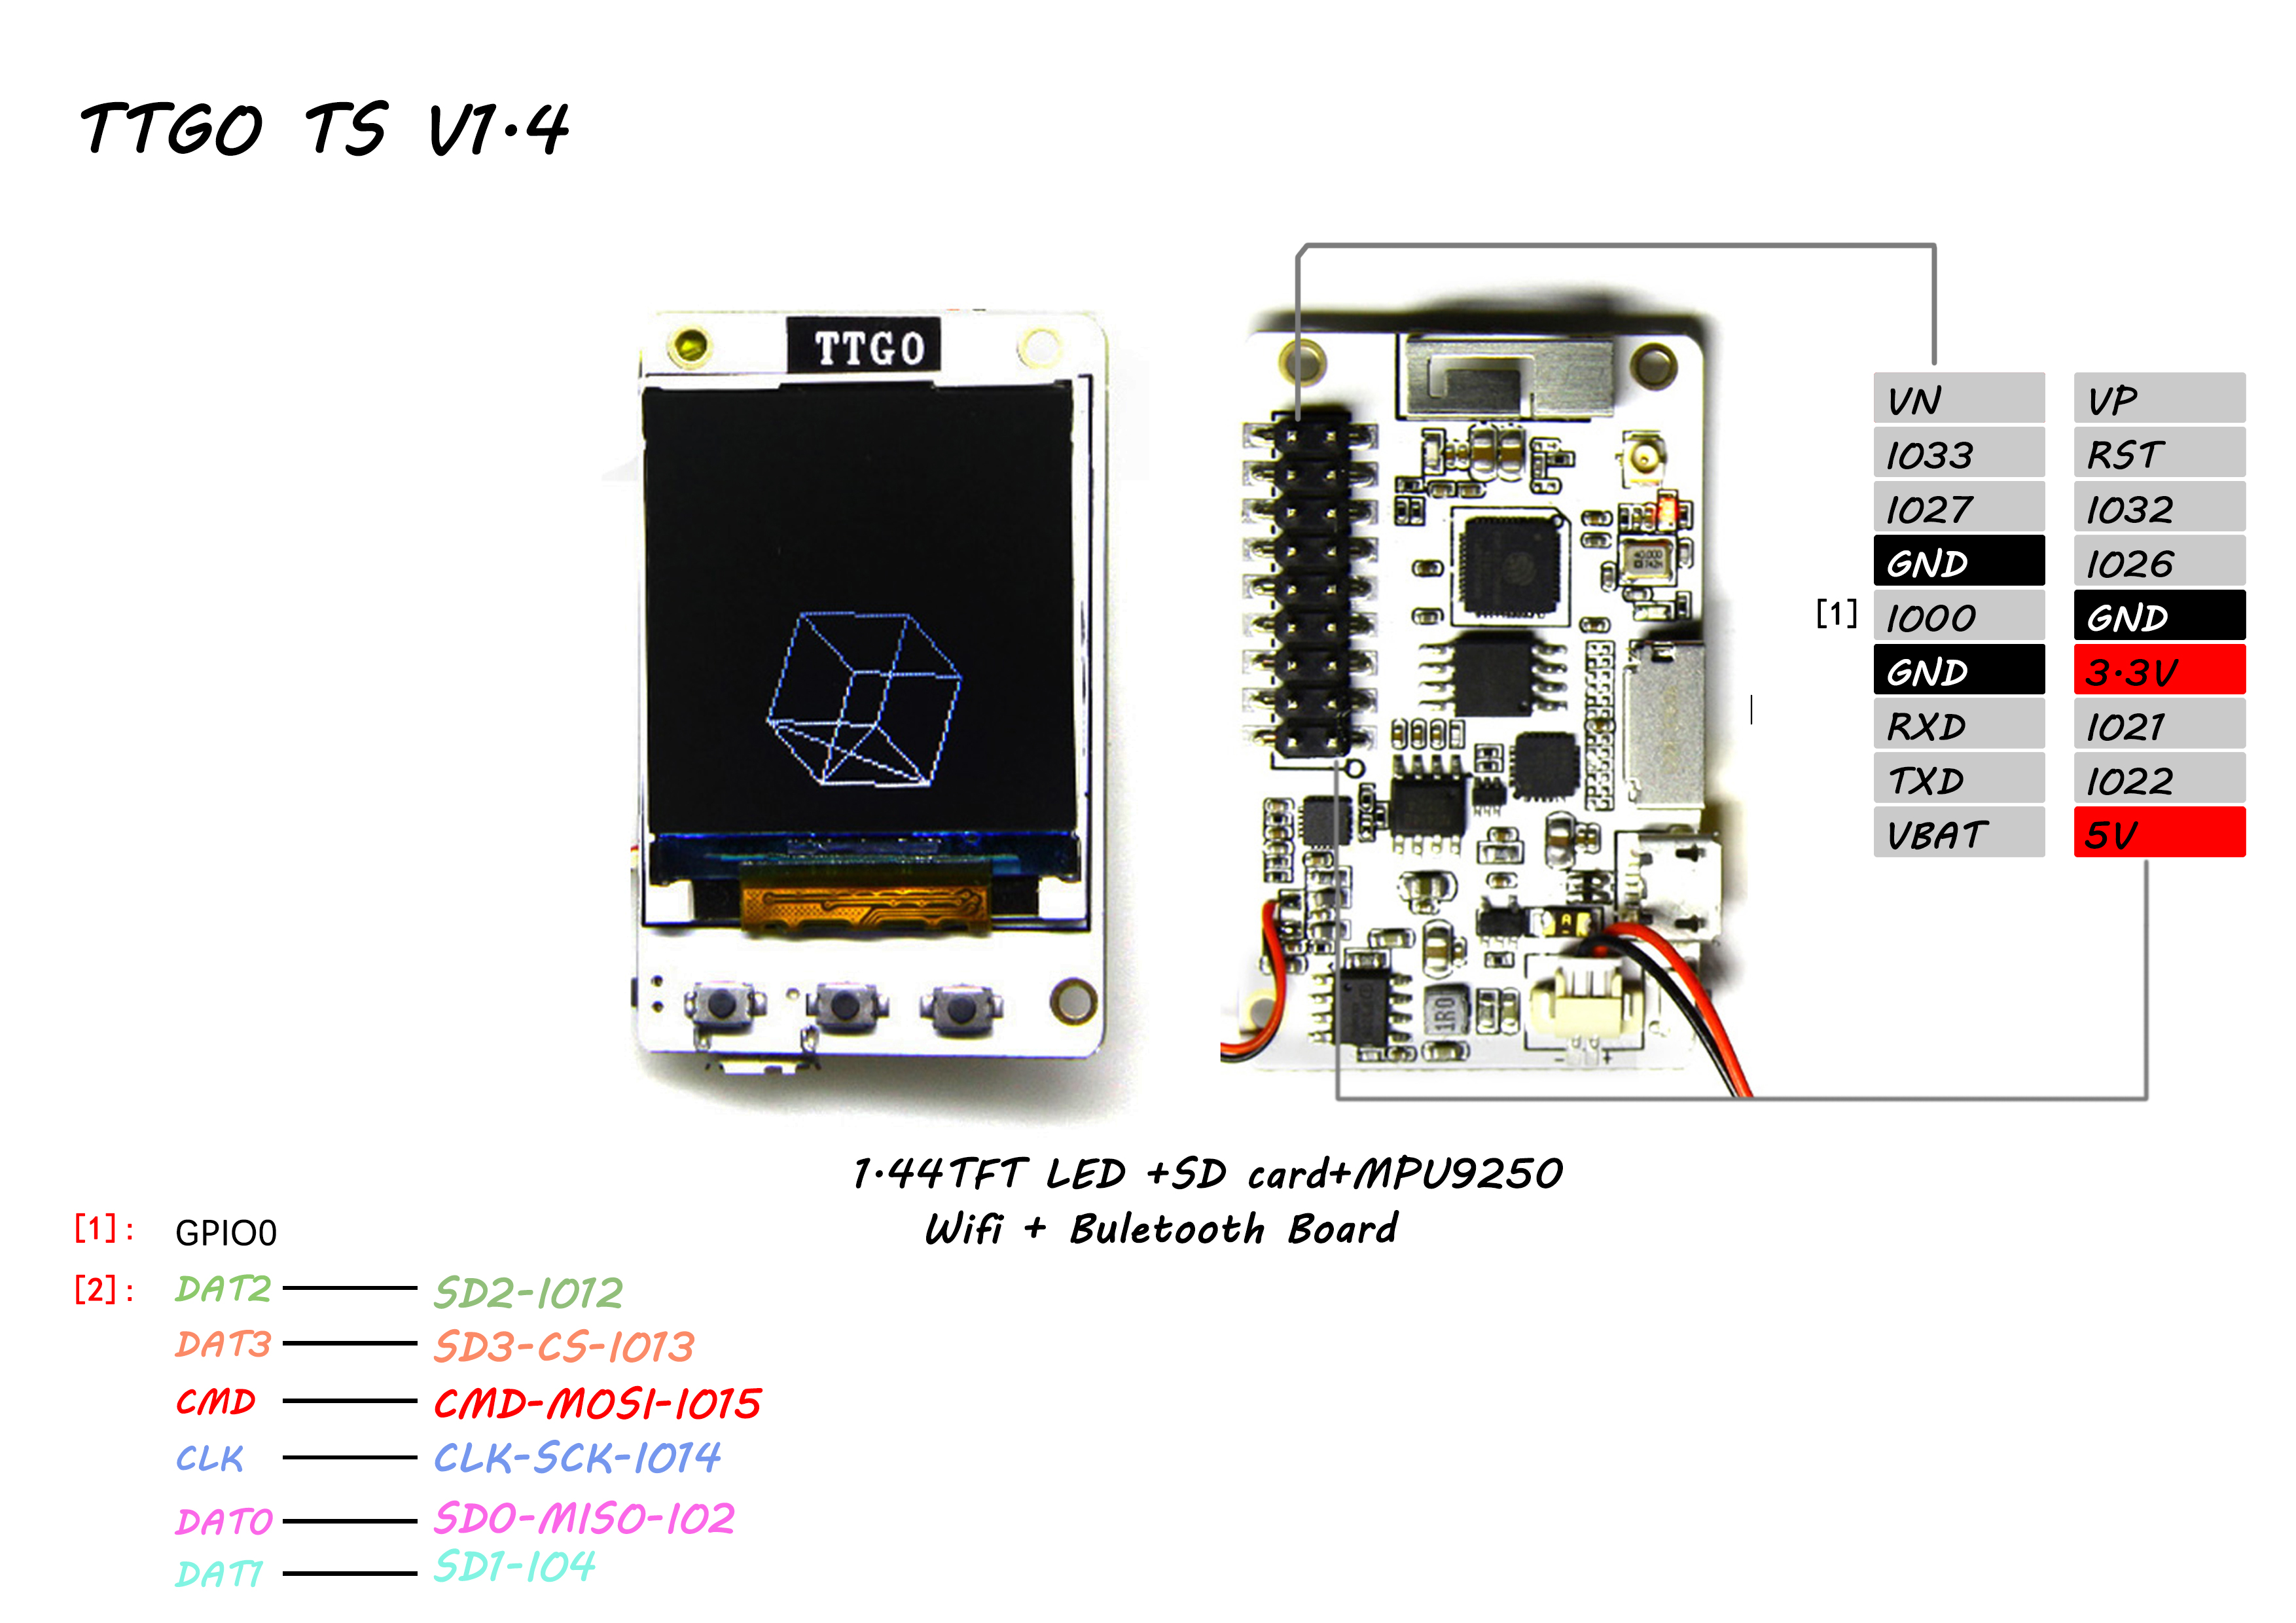 TTGO TS V1.4
TTGO
VN VP
IO33 RST
IO27 IO32
GND IO26
[1] IO00 GND
GND 3.3V
RXD IO21
TXD IO22
VBAT 5V
40.000
1R0
A
- +
1.44TFT LED +SD card+MPU9250
Wifi + Buletooth Board
[1]: GPIO0
[2]: DAT2 SD2-IO12
DAT3 SD3-CS-IO13
CMD CMD-MOSI-IO15
CLK CLK-SCK-IO14
DAT0 SD0-MISO-IO2
DAT1 SD1-IO4